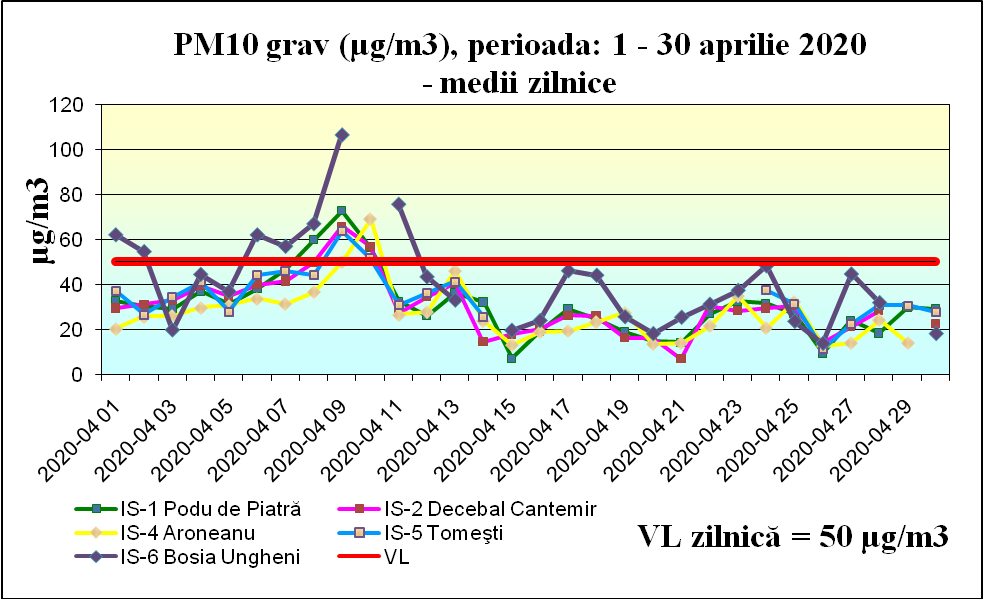 PM10 grav (µg/m3), perioada: 1 - 30 aprilie 2020
- medii zilnice
µg/m3
120
100
80
60
40
20
0
2020-04 01
2020-04 03
2020-04 05
2020-04 07
2020-04 09
2020-04 11
2020-04 13
2020-04 15
2020-04 17
2020-04 19
2020-04 21
2020-04 23
2020-04 25
2020-04 27
2020-04 29
IS-1 Podu de Piatră
IS-2 Decebal Cantemir
IS-4 Aroneanu
IS-5 Tomeşti
IS-6 Bosia Ungheni
VL
VL zilnică = 50 µg/m3